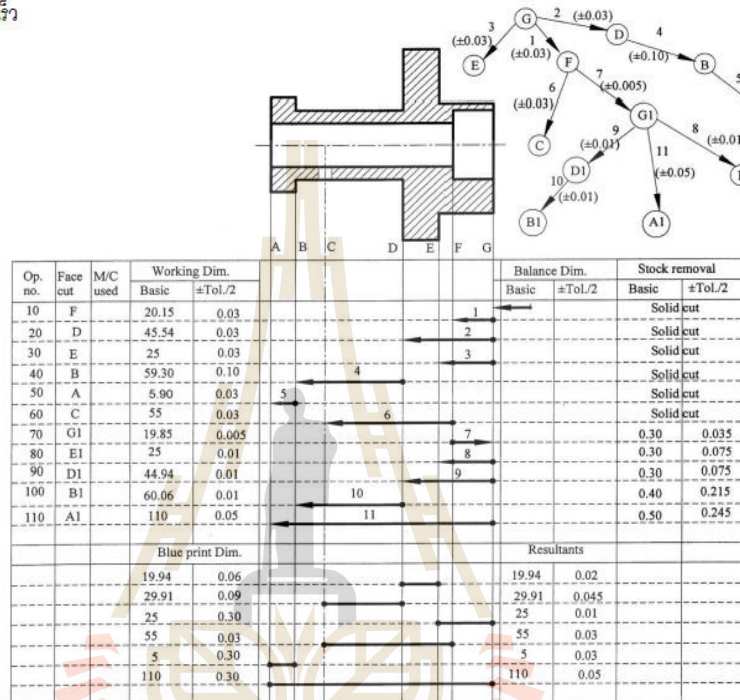 G 2 (±0.03) D
3 (±0.03) 1 (±0.03) 4 (±0.10) B
E F 7 (±0.005) 5
6 (±0.03) G1
C 9 (±0.01) 8 11 (±0.05)
D1
10 (±0.01)
B1 A1
A B C D E F G
Op. no. Face cut M/C used Working Dim. Balance Dim. Stock removal
Basic ±Tol./2 Basic ±Tol./2 Basic ±Tol./2
10 F 20.15 0.03 1 Solid cut
20 D 45.54 0.03 2 Solid cut
30 E 25 0.03 3 Solid cut
40 B 59.30 0.10 4 Solid cut
50 A 5.90 0.03 5 Solid cut
60 C 55 0.03 6 Solid cut
70 G1 19.85 0.005 7 0.30 0.035
80 E1 25 0.01 8 0.30 0.075
90 D1 44.94 0.01 9 0.30 0.075
100 B1 60.06 0.01 10 0.40 0.215
110 A1 110 0.05 11 0.50 0.245
Blue print Dim. Resultants
19.94 0.06 19.94 0.02
29.91 0.09 29.91 0.045
25 0.30 25 0.01
55 0.03 55 0.03
5 0.30 5 0.03
110 0.30 110 0.05